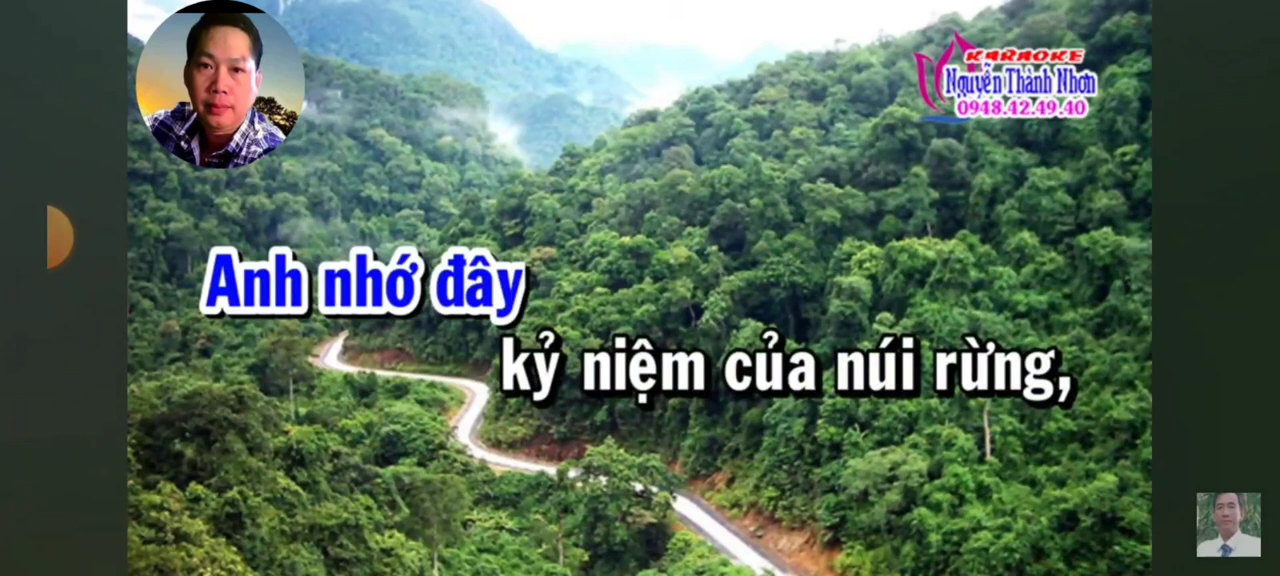 KARAOKE
Nguyễn Thành Nhơn
0948.42.49.40
Anh nhớ đây
kỷ niệm của núi rừng,